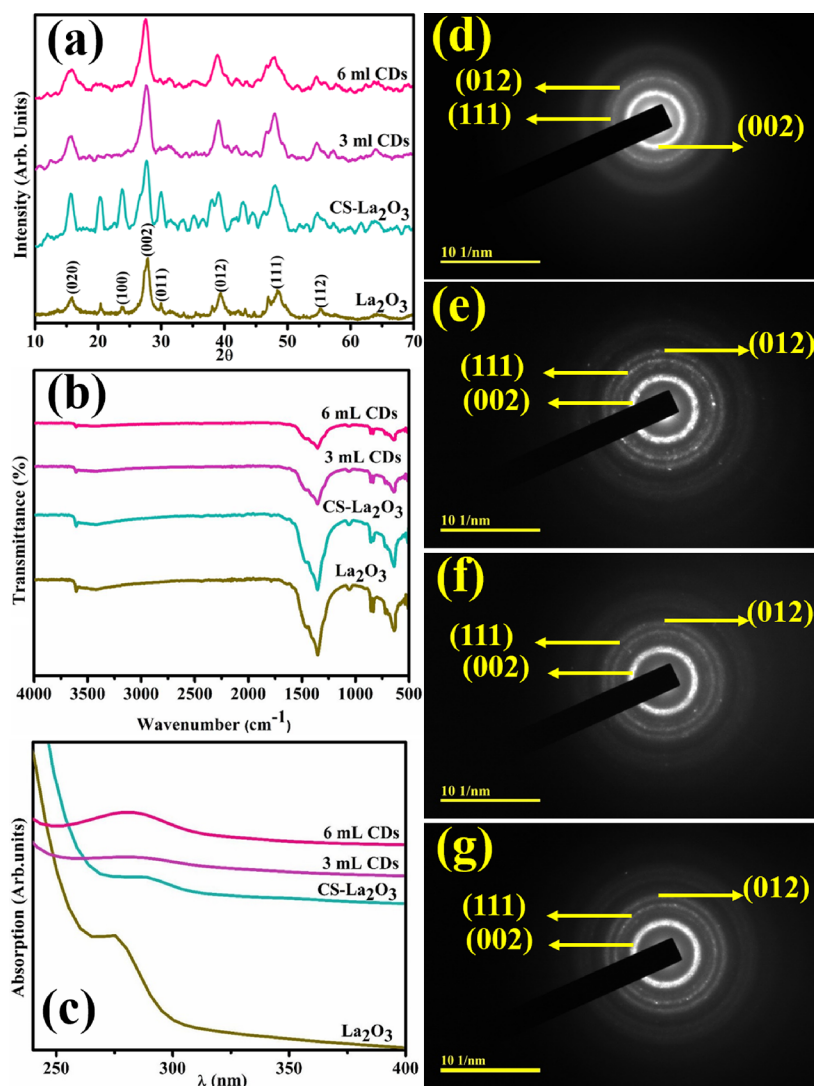 (a)
6 ml CDs
3 ml CDs
CS-La₂O₃
(020)
(100)
(002)
(011)
(012)
(111)
(112)
La₂O₃
10 20 30 40 50 60 70
2θ
Intensity (Arb. Units)
(b)
6 mL CDs
3 mL CDs
CS-La₂O₃
La₂O₃
Transmittance (%)
4000 3500 3000 2500 2000 1500 1000 500
Wavenumber (cm⁻¹)
6 mL CDs
3 mL CDs
CS-La₂O₃
La₂O₃
(c)
Absorption (Arb.units)
250 300 350 400
λ (nm)
(d)
(012)
(111)
(002)
10 1/nm
(e)
(012)
(111)
(002)
10 1/nm
(f)
(012)
(111)
(002)
10 1/nm
(g)
(012)
(111)
(002)
10 1/nm